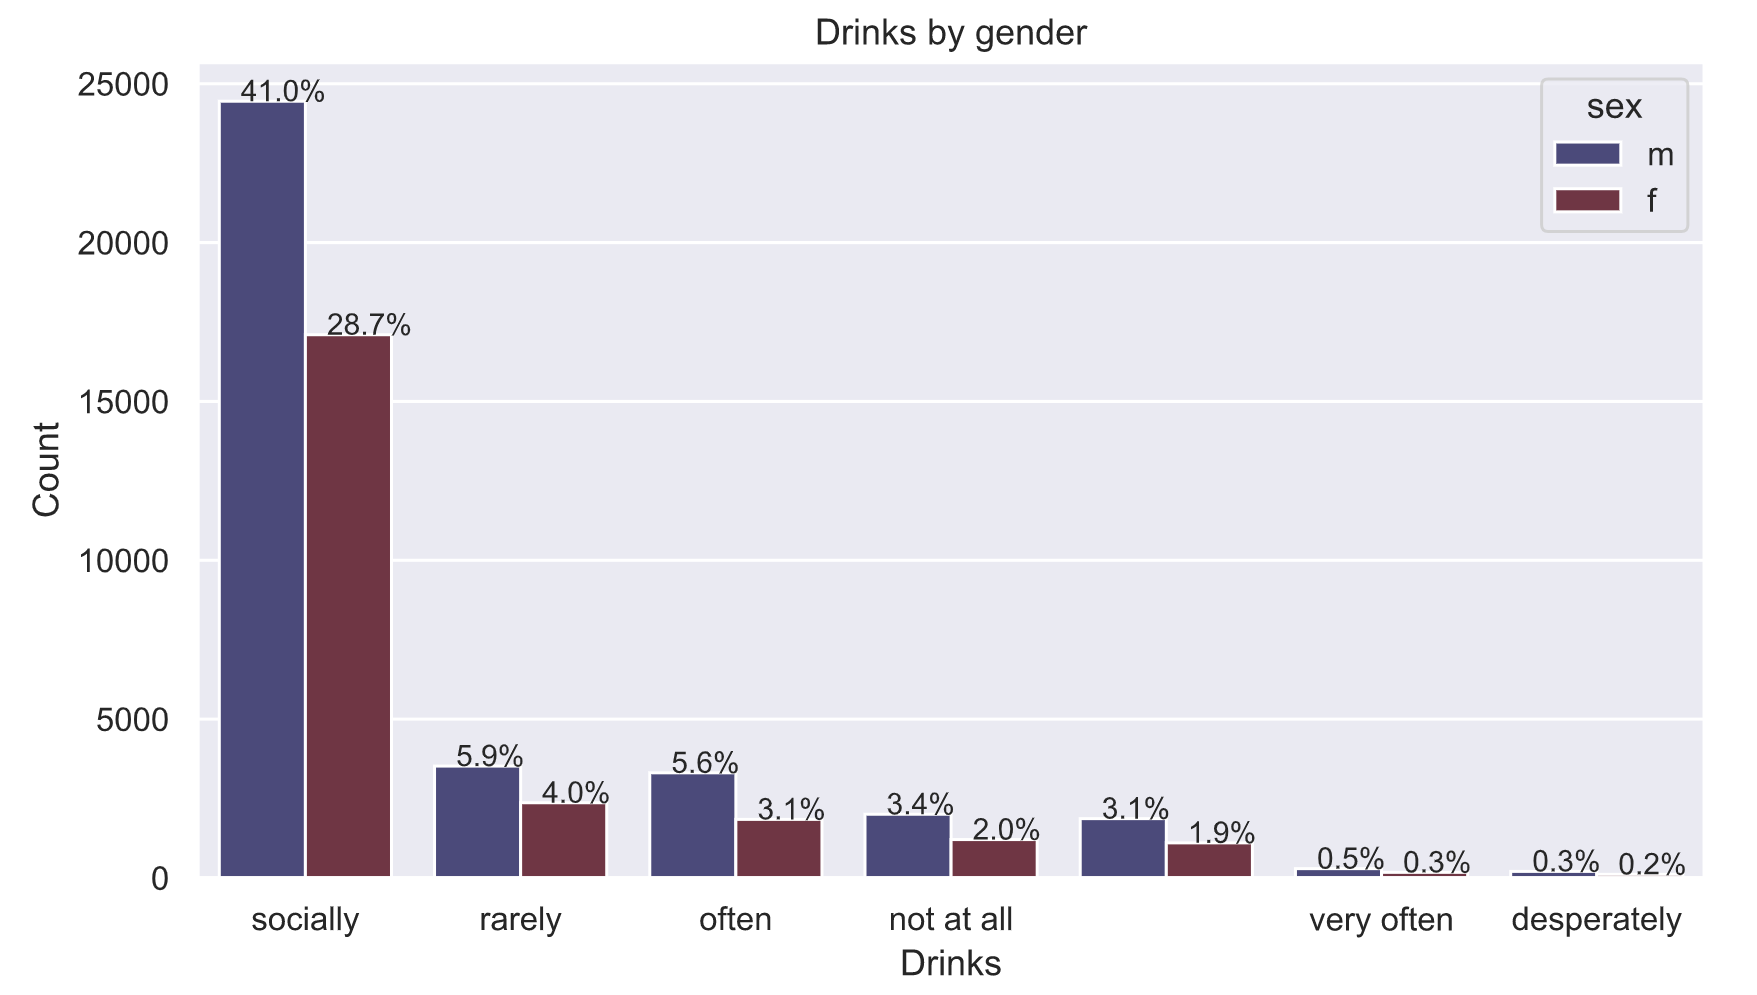 Drinks by gender
25000
20000
15000
10000
5000
0
Count
41.0%
28.7%
5.9%
4.0%
5.6%
3.1%
3.4%
2.0%
3.1%
1.9%
0.5%
0.3%
0.3%
0.2%
sex
m
f
socially
rarely
often
not at all
very often
desperately
Drinks